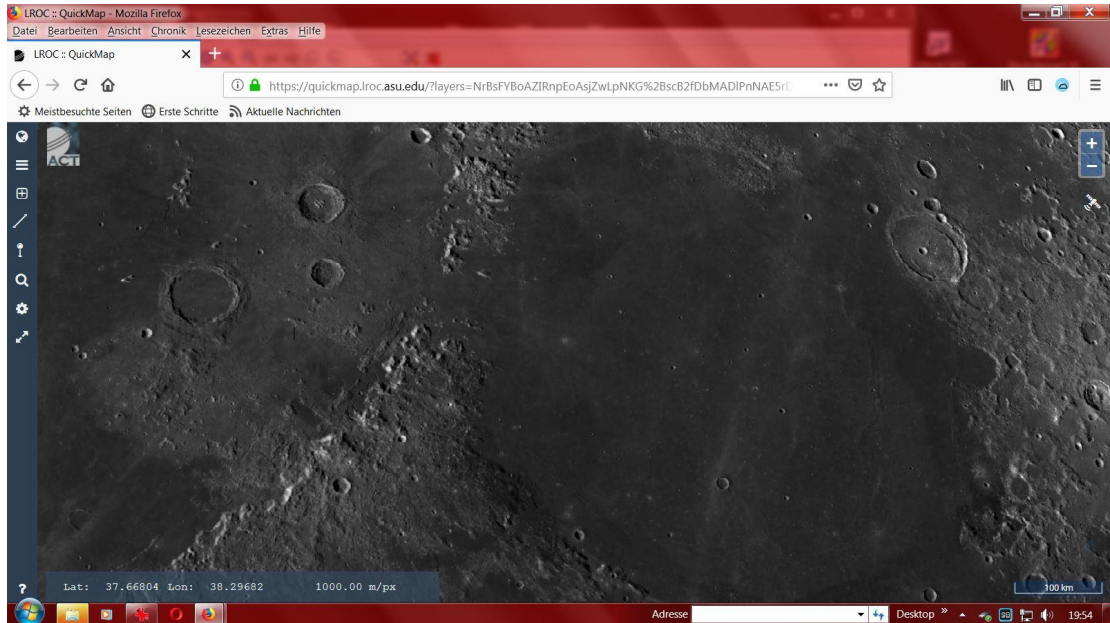 LROC :: QuickMap - Mozilla Firefox
Datei Bearbeiten Ansicht Chronik Lesezeichen Extras Hilfe
LROC :: QuickMap
https://quickmap.lroc.asu.edu/?layers=NrBsFYBoAZIRnpEoAsjZwLpNKG%2BscB2fDbMADlPnNAE5r
Meistbesuchte Seiten Erste Schritte Aktuelle Nachrichten
ACT
+
−
? Lat: 37.66804 Lon: 38.29682 1000.00 m/px
100 km
Adresse Desktop » 19:54